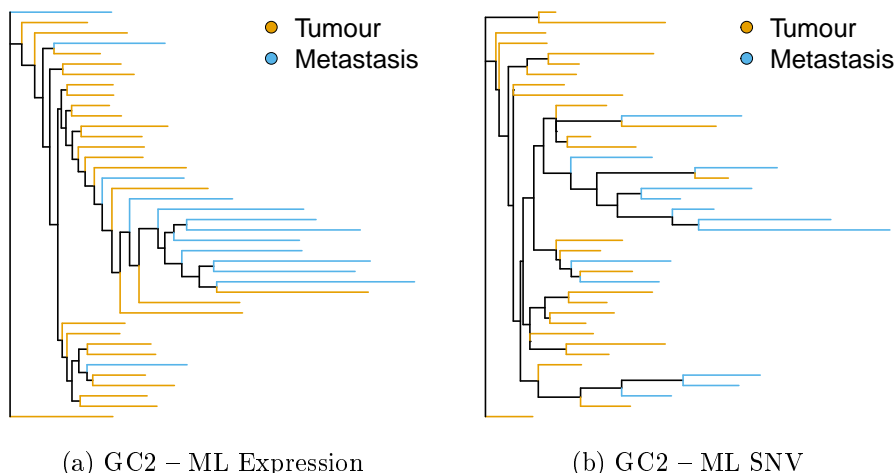 Tumour
Metastasis
Tumour
Metastasis
(a) GC2 – ML Expression
(b) GC2 – ML SNV